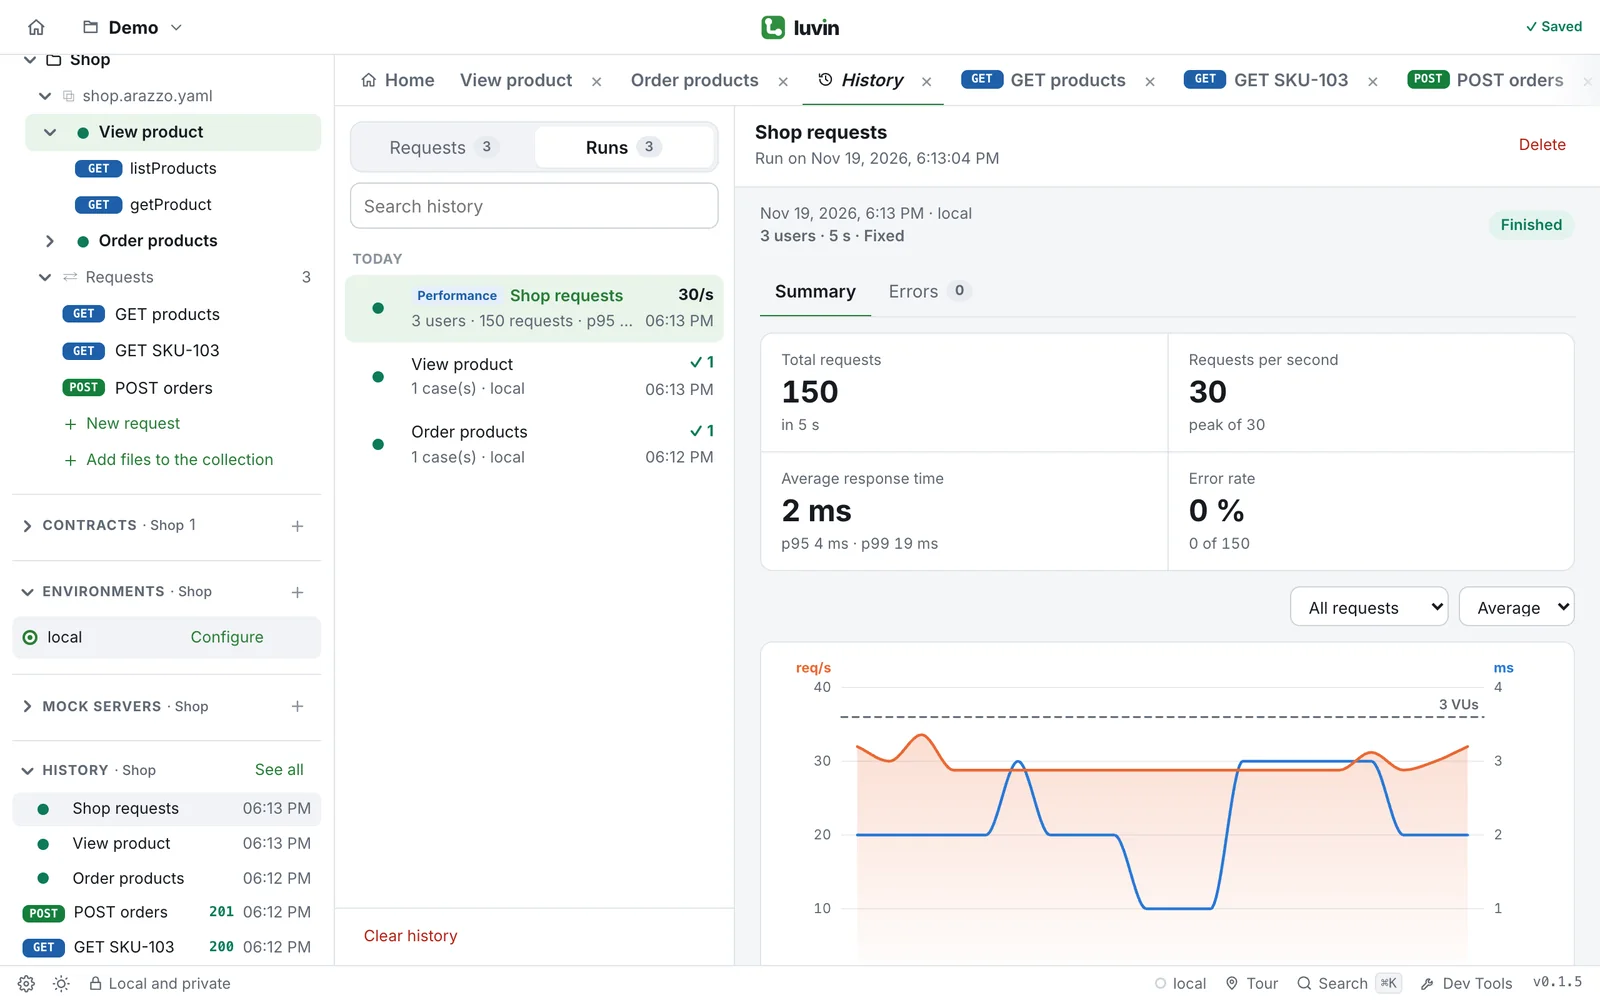 Demo
luvin
Saved
Shop
shop.arazzo.yaml
View product
GET listProducts
GET getProduct
Order products
Requests 3
GET GET products
GET GET SKU-103
POST POST orders
+ New request
+ Add files to the collection
CONTRACTS · Shop 1
ENVIRONMENTS · Shop
local Configure
MOCK SERVERS · Shop
HISTORY · Shop See all
Shop requests 06:13 PM
View product 06:13 PM
Order products 06:12 PM
POST POST orders 201 06:12 PM
GET GET SKU-103 200 06:12 PM
Home View product × Order products × History × GET GET products × GET GET SKU-103 × POST POST orders ×
Requests 3 Runs 3
Search history
TODAY
Performance Shop requests 30/s
3 users · 150 requests · p95 ... 06:13 PM
View product ✓ 1
1 case(s) · local 06:13 PM
Order products ✓ 1
1 case(s) · local 06:12 PM
Clear history
Shop requests
Run on Nov 19, 2026, 6:13:04 PM
Delete
Nov 19, 2026, 6:13 PM · local
3 users · 5 s · Fixed
Finished
Summary Errors 0
Total requests
150
in 5 s
Requests per second
30
peak of 30
Average response time
2 ms
p95 4 ms · p99 19 ms
Error rate
0 %
0 of 150
All requests Average
req/s ms
40 4
3 VUs
30 3
20 2
10 1
Local and private
local Tour Search ⌘K Dev Tools v0.1.5